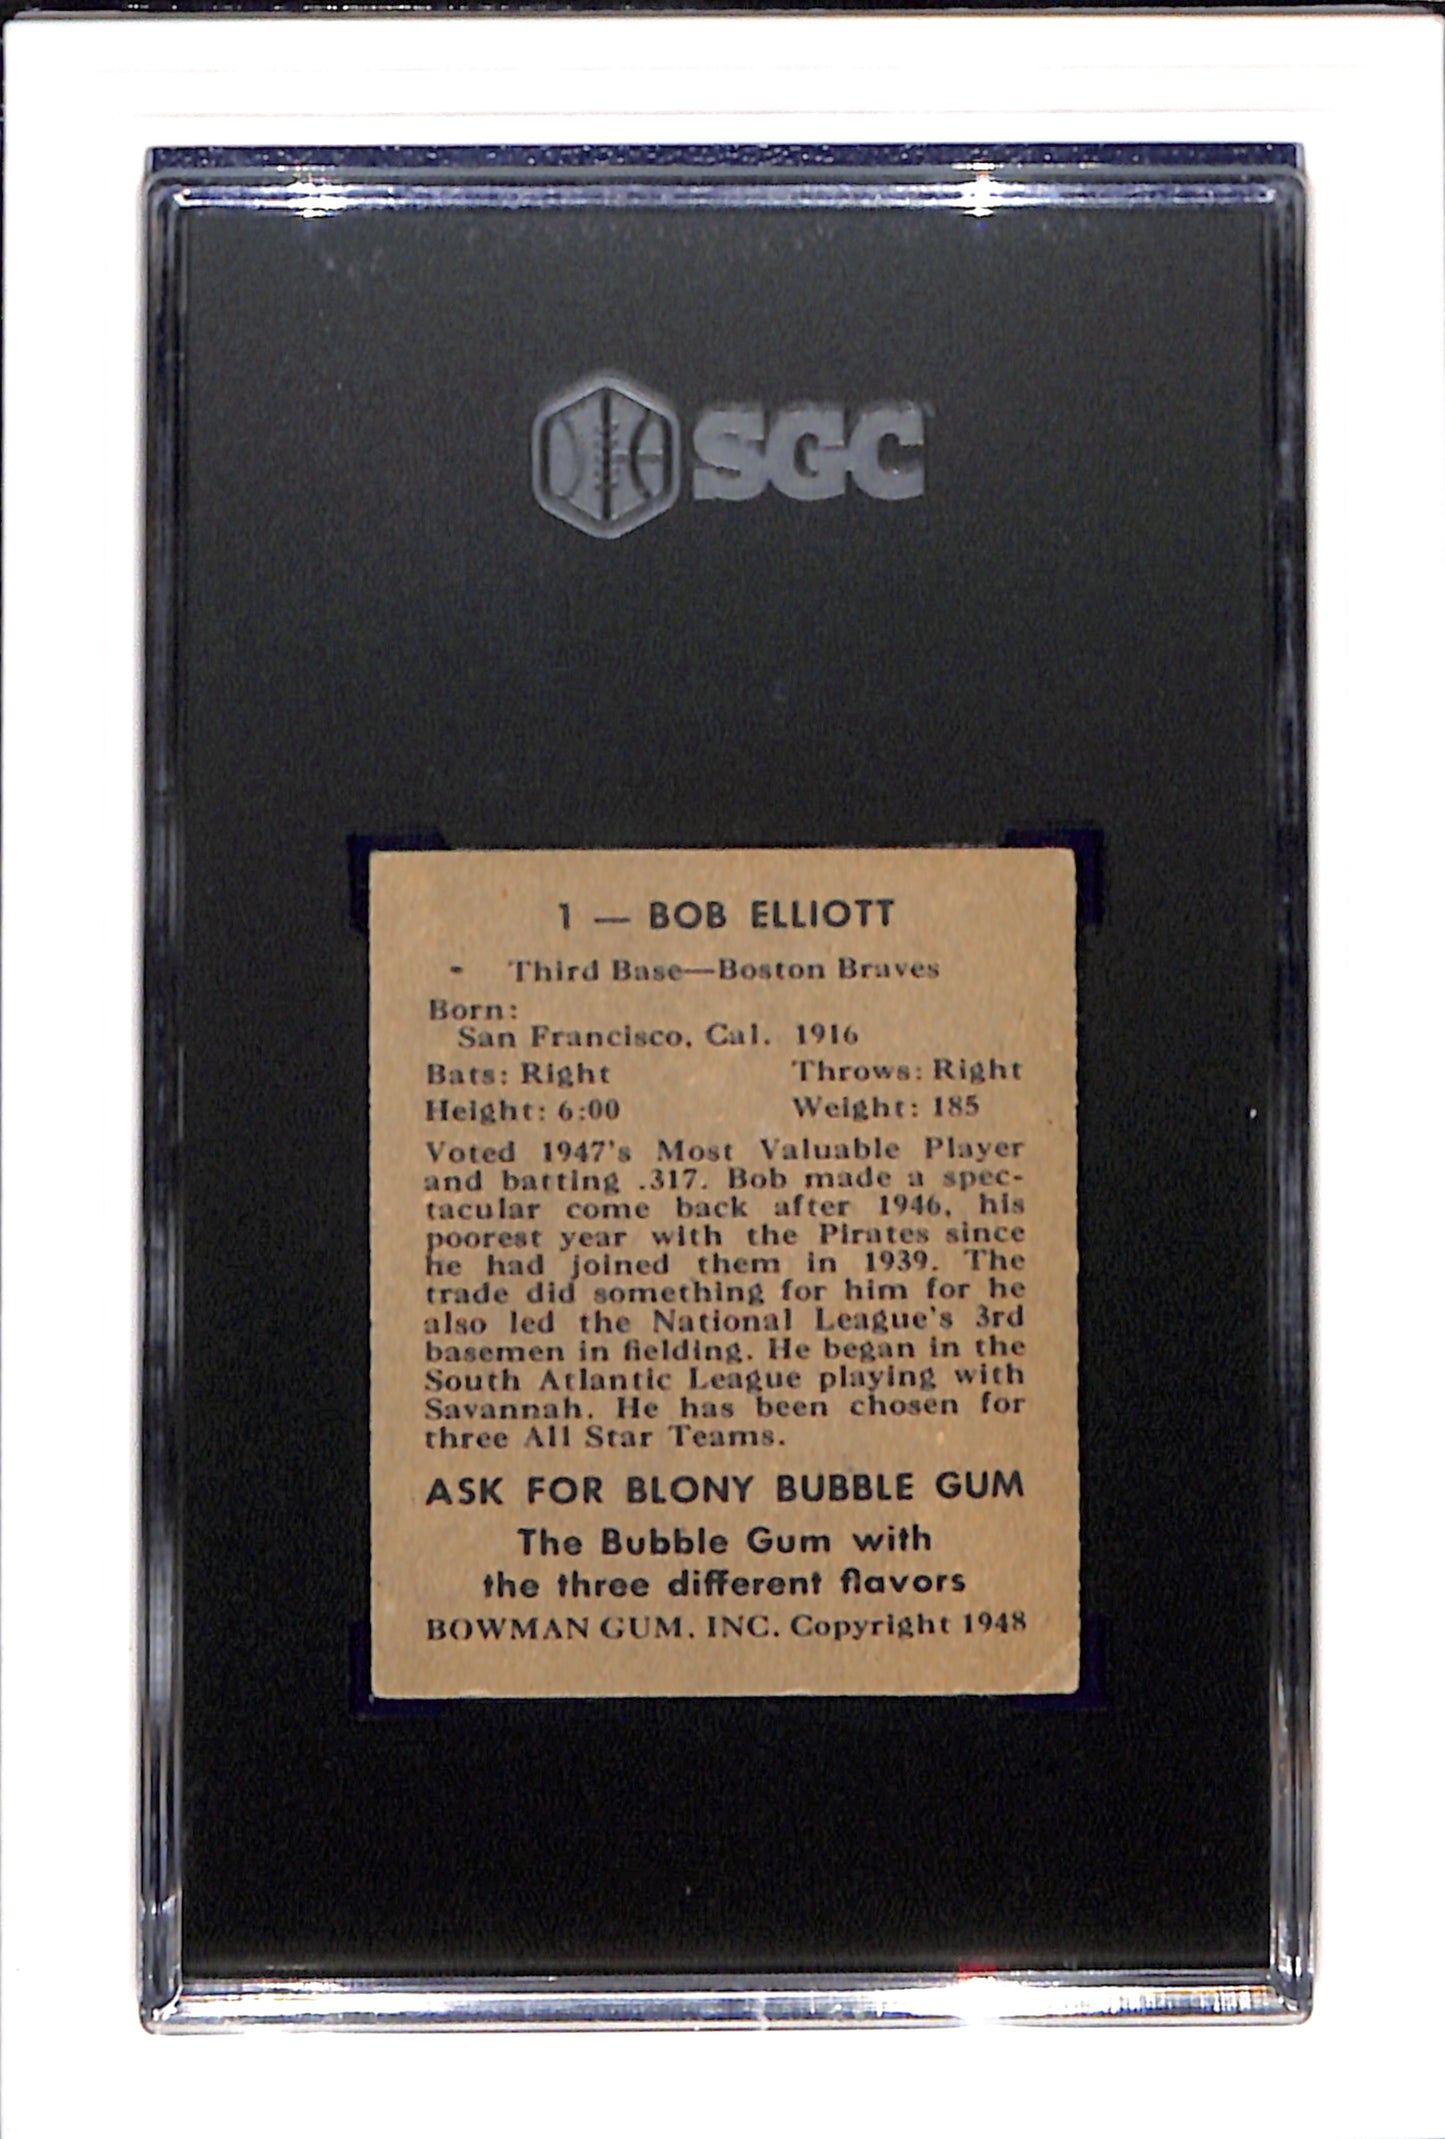 SGC
1 — BOB ELLIOTT
- Third Base—Boston Braves
Born:
San Francisco, Cal. 1916
Bats: Right Throws: Right
Height: 6:00 Weight: 185
Voted 1947's Most Valuable Player
and batting .317. Bob made a spec-
tacular come back after 1946, his
poorest year with the Pirates since
he had joined them in 1939. The
trade did something for him for he
also led the National League's 3rd
basemen in fielding. He began in the
South Atlantic League playing with
Savannah. He has been chosen for
three All Star Teams.
ASK FOR BLONY BUBBLE GUM
The Bubble Gum with
the three different flavors
BOWMAN GUM, INC. Copyright 1948